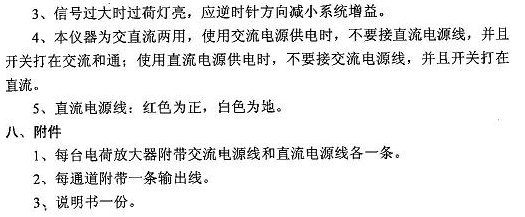 3、信号过大时过荷灯亮，应逆时针方向减小系统增益。
4、本仪器为交直流两用，使用交流电源供电时，不要接直流电源线，并且
开关打在交流和通；使用直流电源供电时，不要接交流电源线，并且开关打在
直流。
5、直流电源线：红色为正，白色为地。
八、附件
1、每台电荷放大器附带交流电源线和直流电源线各一条。
2、每通道附带一条输出线。
3、说明书一份。